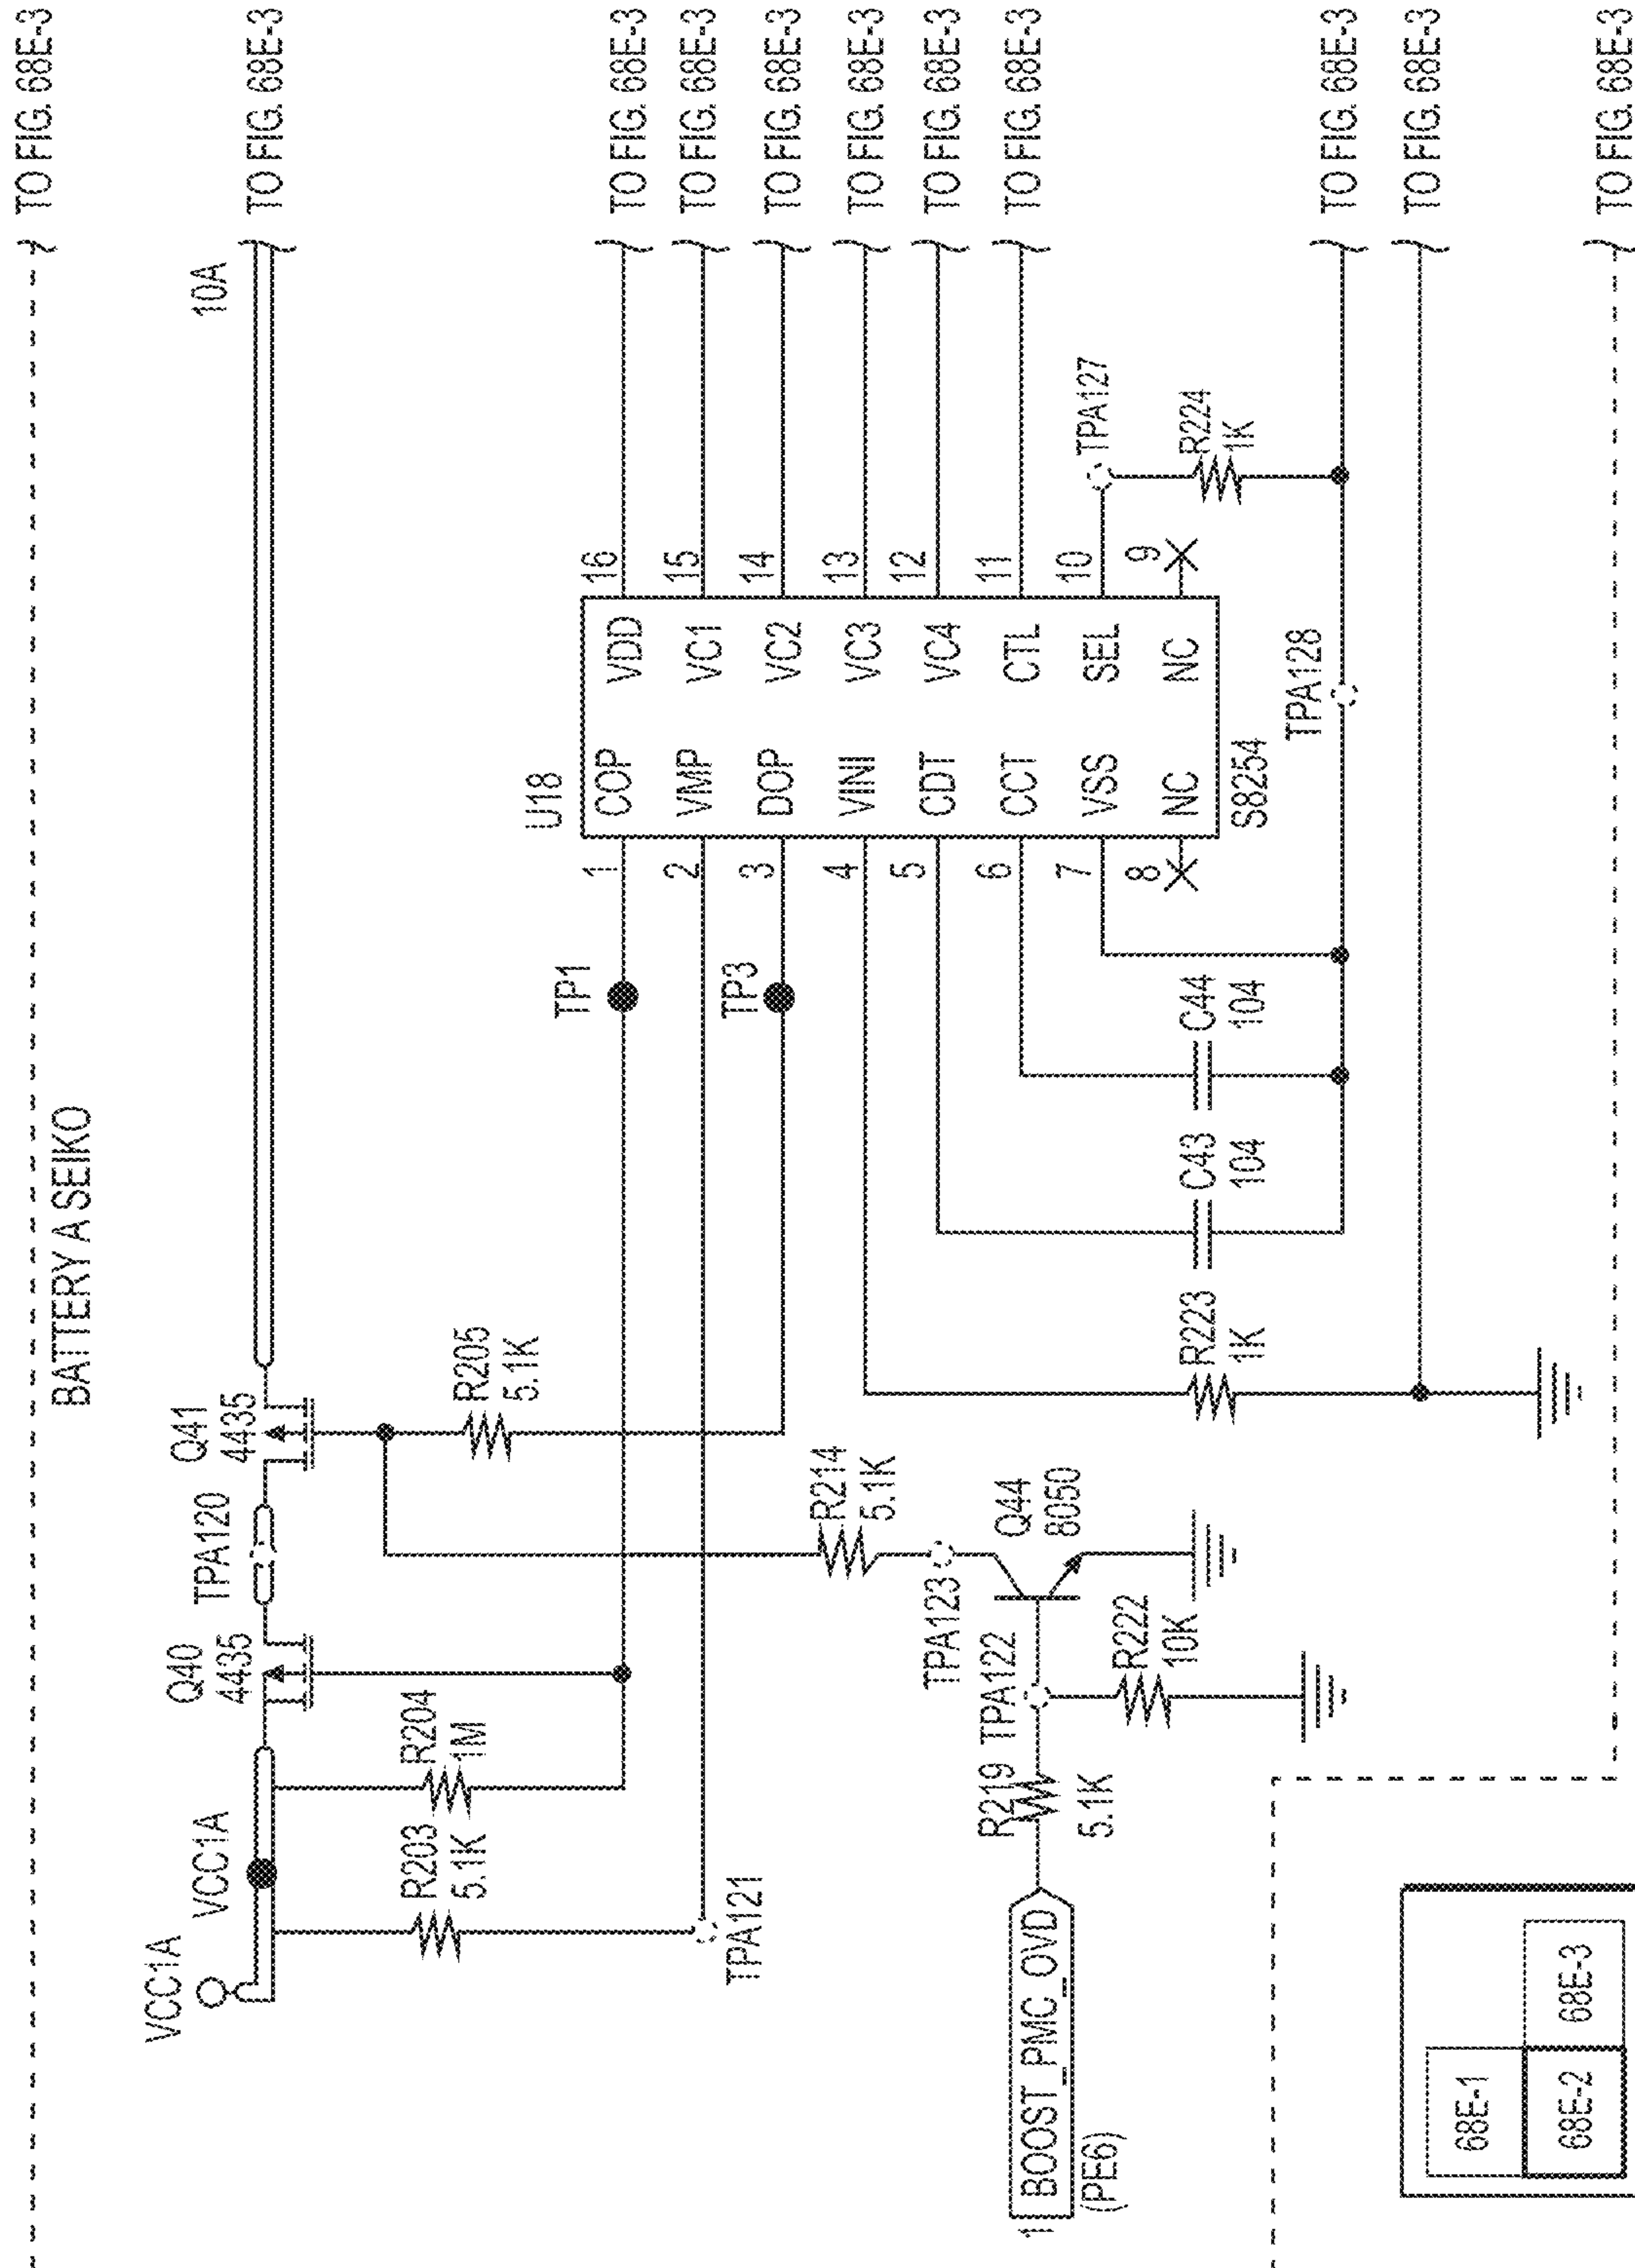 TO FIG. 68E-3
BATTERY A SEIKO
VCC1A
VCC1A
Q40
4435
TPA120
Q41
4435
10A
TO FIG. 68E-3
R203
5.1K
R204
1M
R205
5.1K
TPA121
TP1
TP3
U18
1
COP
VDD
16
TO FIG. 68E-3
2
VMP
VC1
15
TO FIG. 68E-3
3
DOP
VC2
14
TO FIG. 68E-3
4
VINI
VC3
13
TO FIG. 68E-3
5
CDT
VC4
12
TO FIG. 68E-3
6
CCT
CTL
11
TO FIG. 68E-3
7
VSS
SEL
10
TPA127
8
NC
NC
9
S8254
R214
5.1K
TPA123
Q44
8050
1
BOOST_PMC_OVD
(PE6)
R219
5.1K
TPA122
R222
10K
R223
1K
C43
104
C44
104
R224
1K
TPA128
TO FIG. 68E-3
TO FIG. 68E-3
TO FIG. 68E-3
68E-1
68E-2
68E-3